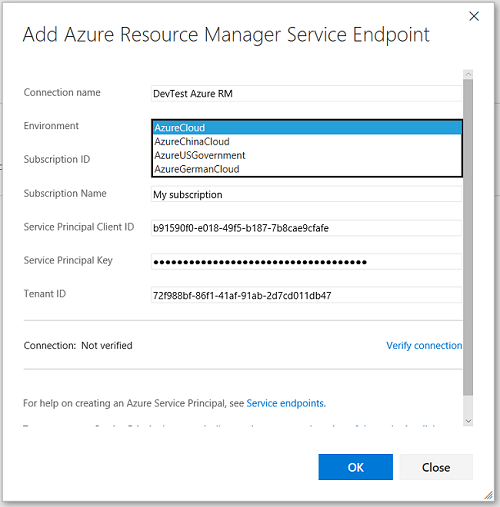 Add Azure Resource Manager Service Endpoint
Connection name DevTest Azure RM
Environment AzureCloud
AzureChinaCloud
AzureUSGovernment
AzureGermanCloud
Subscription ID
Subscription Name My subscription
Service Principal Client ID b91590f0-e018-49f5-b187-7b8cae9cfafe
Service Principal Key ●●●●●●●●●●●●●●●●●●●●●●●●●●●●●●●●●●●●
Tenant ID 72f988bf-86f1-41af-91ab-2d7cd011db47
Connection: Not verified Verify connection
For help on creating an Azure Service Principal, see Service endpoints.
OK Close